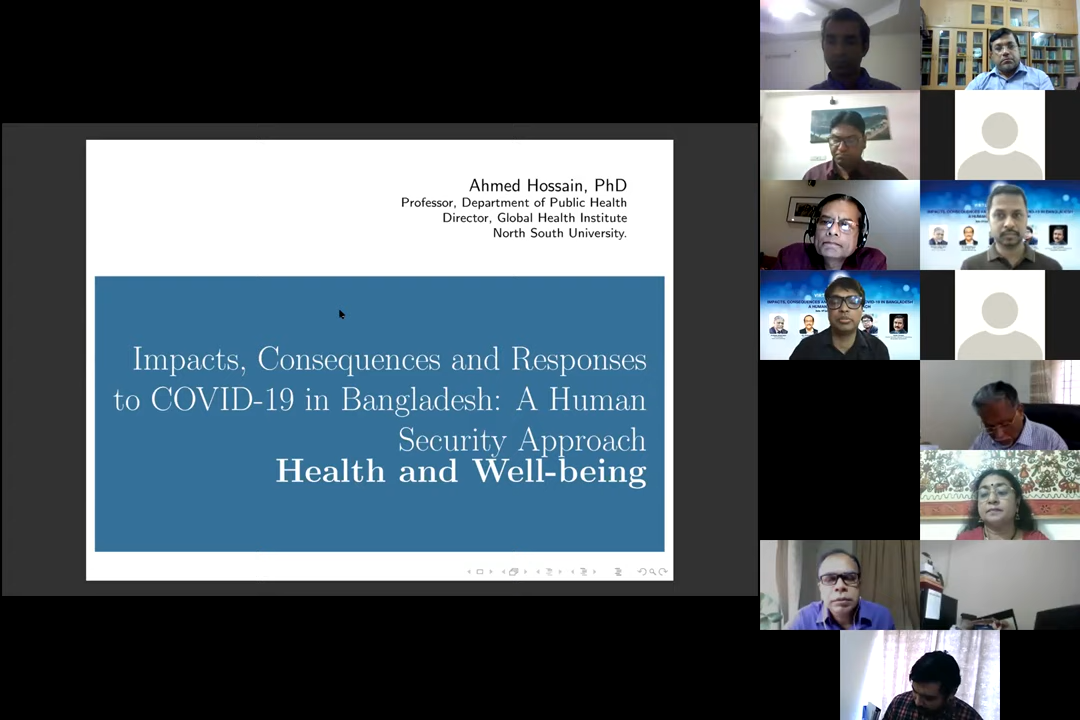 Ahmed Hossain, PhD
Professor, Department of Public Health
Director, Global Health Institute
North South University.
Impacts, Consequences and Responses
to COVID-19 in Bangladesh: A Human
Security Approach
Health and Well-being